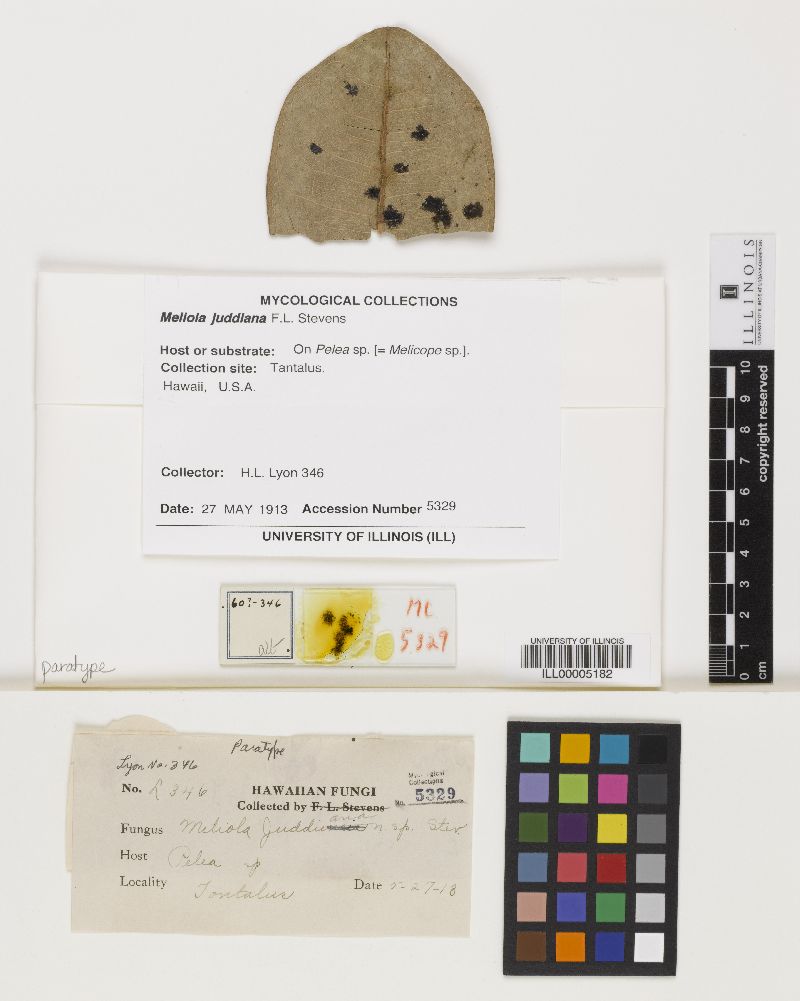 MYCOLOGICAL COLLECTIONS
Meliola juddiana F.L. Stevens
Host or substrate: On Pelea sp. [= Melicope sp.].
Collection site: Tantalus.
Hawaii, U.S.A.
Collector: H.L. Lyon 346
Date: 27 MAY 1913 Accession Number 5329
UNIVERSITY OF ILLINOIS (ILL)
ILLINOIS
10 9 8 7 6 5 4 3 2 1 0 cm
copyright reserved
60?-346
MC
5329
UNIVERSITY OF ILLINOIS
ILL00005182
paratype
Paratype
Lyon No. 346
No. L 346
HAWAIIAN FUNGI
Mycological
Collections
No. 5329
Collected by F. L. Stevens
Fungus Meliola Juddiana n. sp. Stev
Host Pelea sp
Locality Tantalus
Date 5-27-13